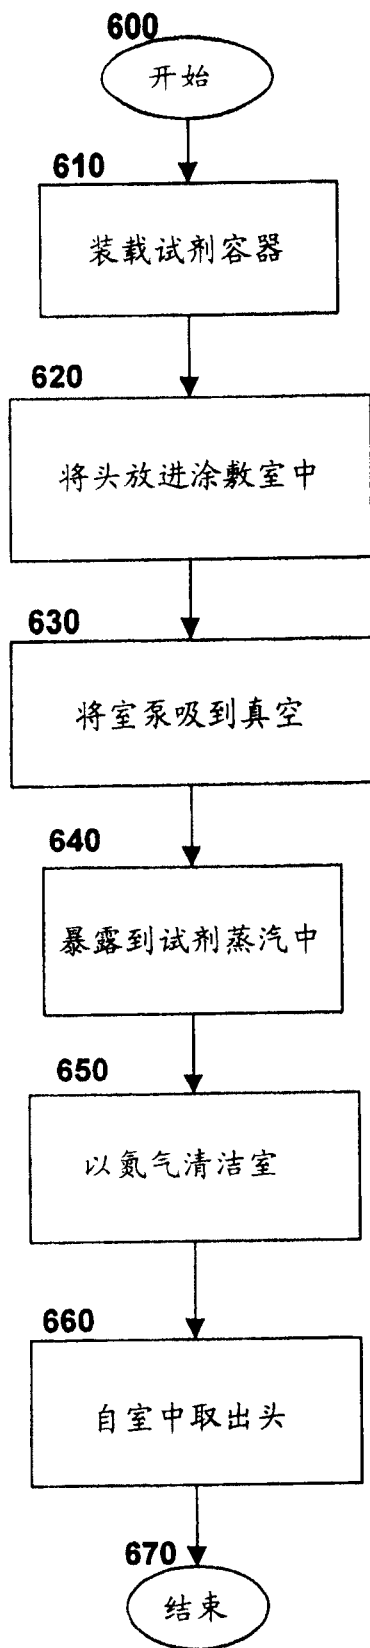 600
开始
610
装载试剂容器
620
将头放进涂敷室中
630
将室泵吸到真空
640
暴露到试剂蒸汽中
650
以氮气清洁室
660
自室中取出头
670
结束